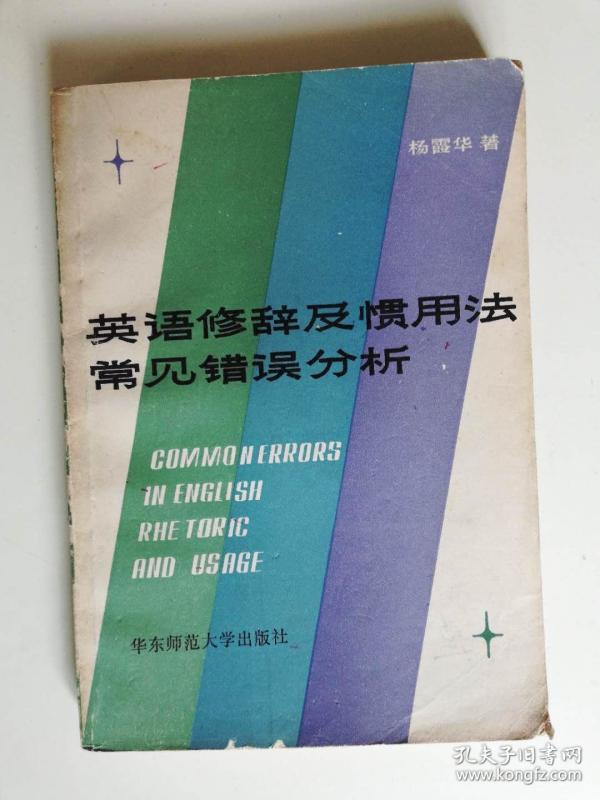 杨霞华 著
英语修辞及惯用法
常见错误分析
COMMON ERRORS
IN ENGLISH
RHETORIC
AND USAGE
华东师范大学出版社
孔夫子旧书网
www.kongfz.com